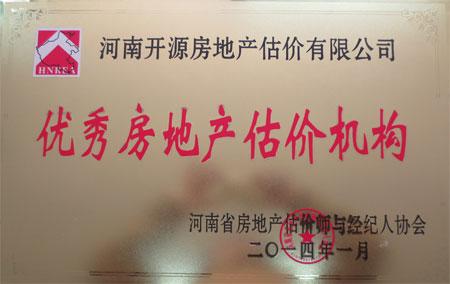 HNREA
河南开源房地产估价有限公司
优秀房地产估价机构
河南省房地产估价师与经纪人协会
二〇一四年一月